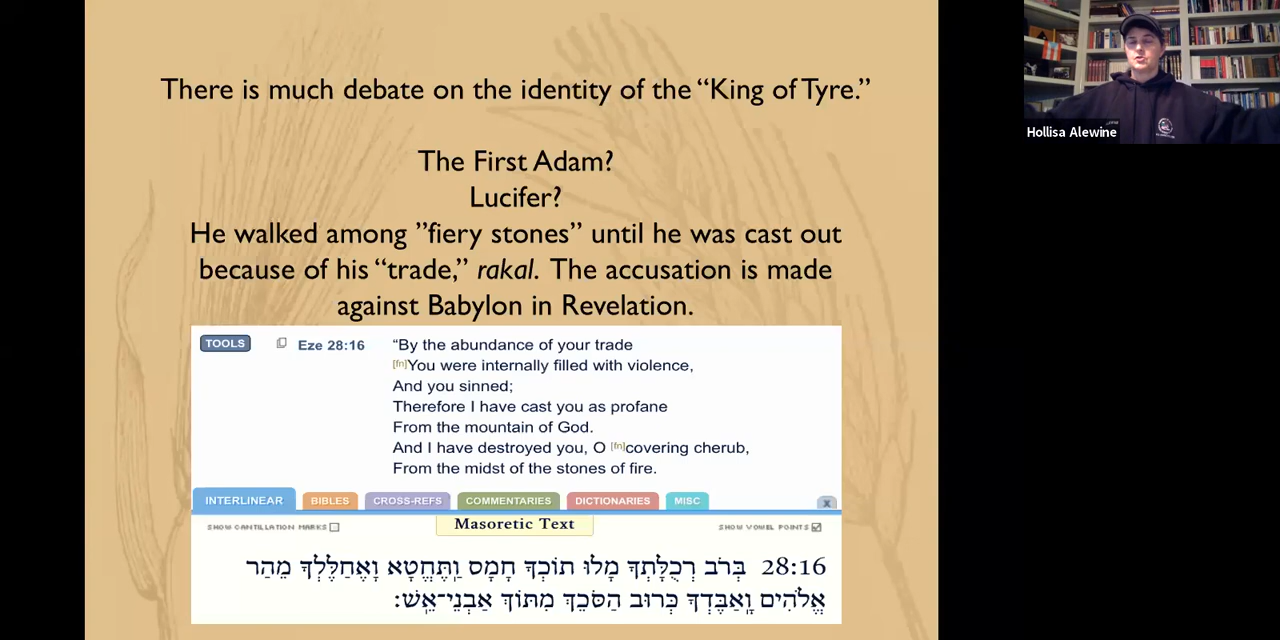 There is much debate on the identity of the “King of Tyre.”
The First Adam?
Lucifer?
He walked among ”fiery stones” until he was cast out
because of his “trade,” rakal. The accusation is made
against Babylon in Revelation.
TOOLS Eze 28:16 “By the abundance of your trade
[fn]You were internally filled with violence,
And you sinned;
Therefore I have cast you as profane
From the mountain of God.
And I have destroyed you, O [fn]covering cherub,
From the midst of the stones of fire.
INTERLINEAR BIBLES CROSS-REFS COMMENTARIES DICTIONARIES MISC x
SHOW CANTILLATION MARKS Masoretic Text SHOW VOWEL POINTS
28:16 בְּרֹב רְכֻלָּתְךָ מָלוּ תוֹכְךָ חָמָס וַתֶּחֱטָא וָאֶחַלֶּלְךָ מֵהַר
אֱלֹהִים וָאַבֶּדְךָ כְּרוּב הַסֹּכֵךְ מִתּוֹךְ אַבְנֵי־אֵשׁ׃
Hollisa Alewine